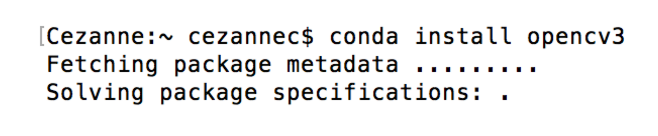 [Cezanne:~ cezannec$ conda install opencv3
Fetching package metadata .........
Solving package specifications: .